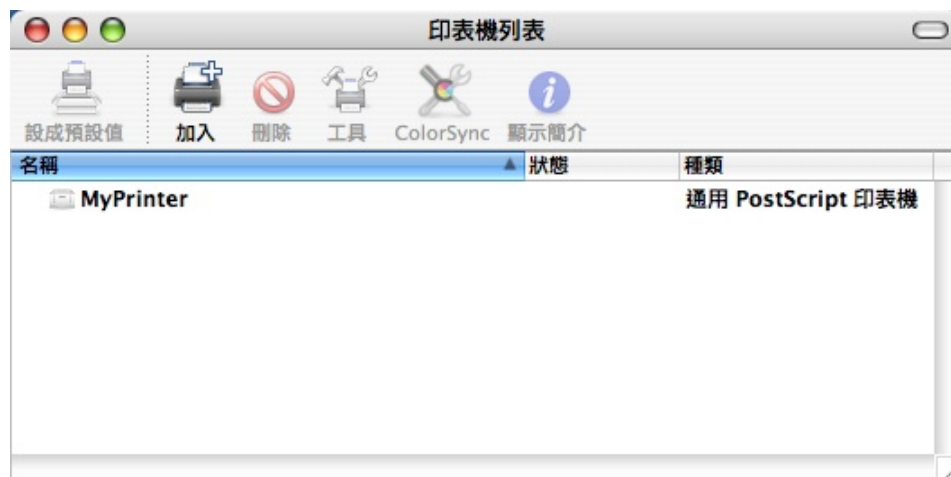 印表機列表
設成預設值 加入 刪除 工具 ColorSync 顯示簡介
名稱 狀態 種類
MyPrinter 通用 PostScript 印表機